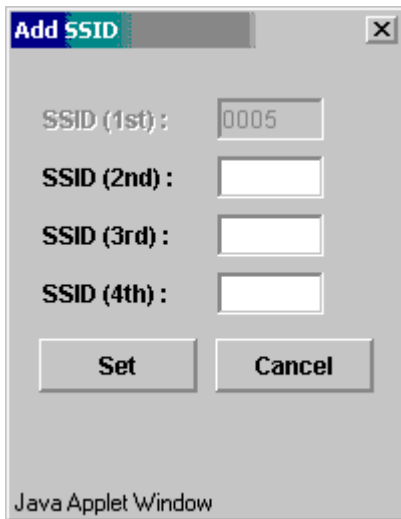 Add SSID
SSID (1st) : 0005
SSID (2nd) :
SSID (3rd) :
SSID (4th) :
Set Cancel
Java Applet Window